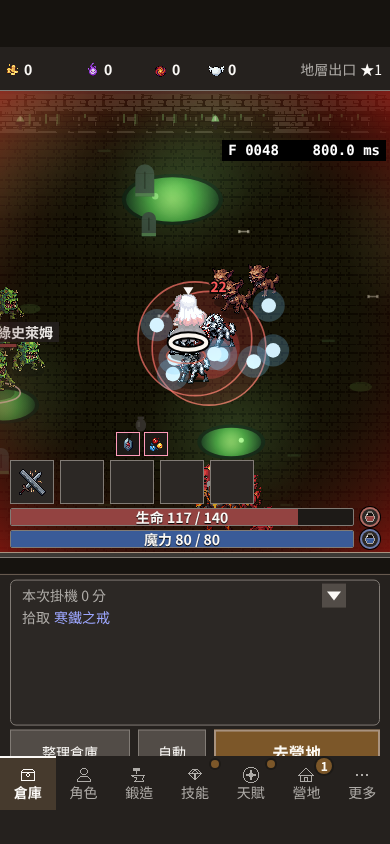 0 0 0 0 地層出口 ★1
F 0048 800.0 ms
22
綠史萊姆
生命 117 / 140
魔力 80 / 80
本次掛機 0 分
拾取 寒鐵之戒
整理倉庫 自動 去營地
1
倉庫 角色 鍛造 技能 天賦 營地 更多